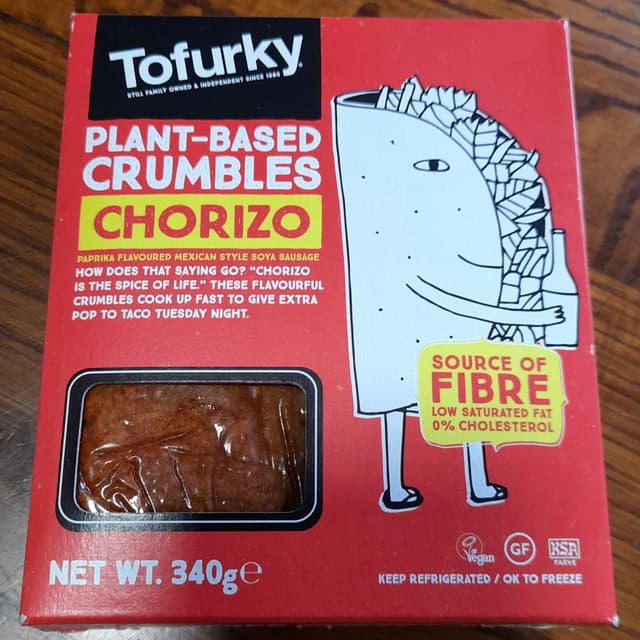 Tofurky
STILL FAMILY OWNED & INDEPENDENT SINCE 1980
PLANT-BASED
CRUMBLES
CHORIZO
PAPRIKA FLAVOURED MEXICAN STYLE SOYA SAUSAGE
HOW DOES THAT SAYING GO? "CHORIZO
IS THE SPICE OF LIFE." THESE FLAVOURFUL
CRUMBLES COOK UP FAST TO GIVE EXTRA
POP TO TACO TUESDAY NIGHT.
SOURCE OF
FIBRE
LOW SATURATED FAT
0% CHOLESTEROL
Vegan
GF
KSA
PARVE
NET WT. 340g℮
KEEP REFRIGERATED / OK TO FREEZE